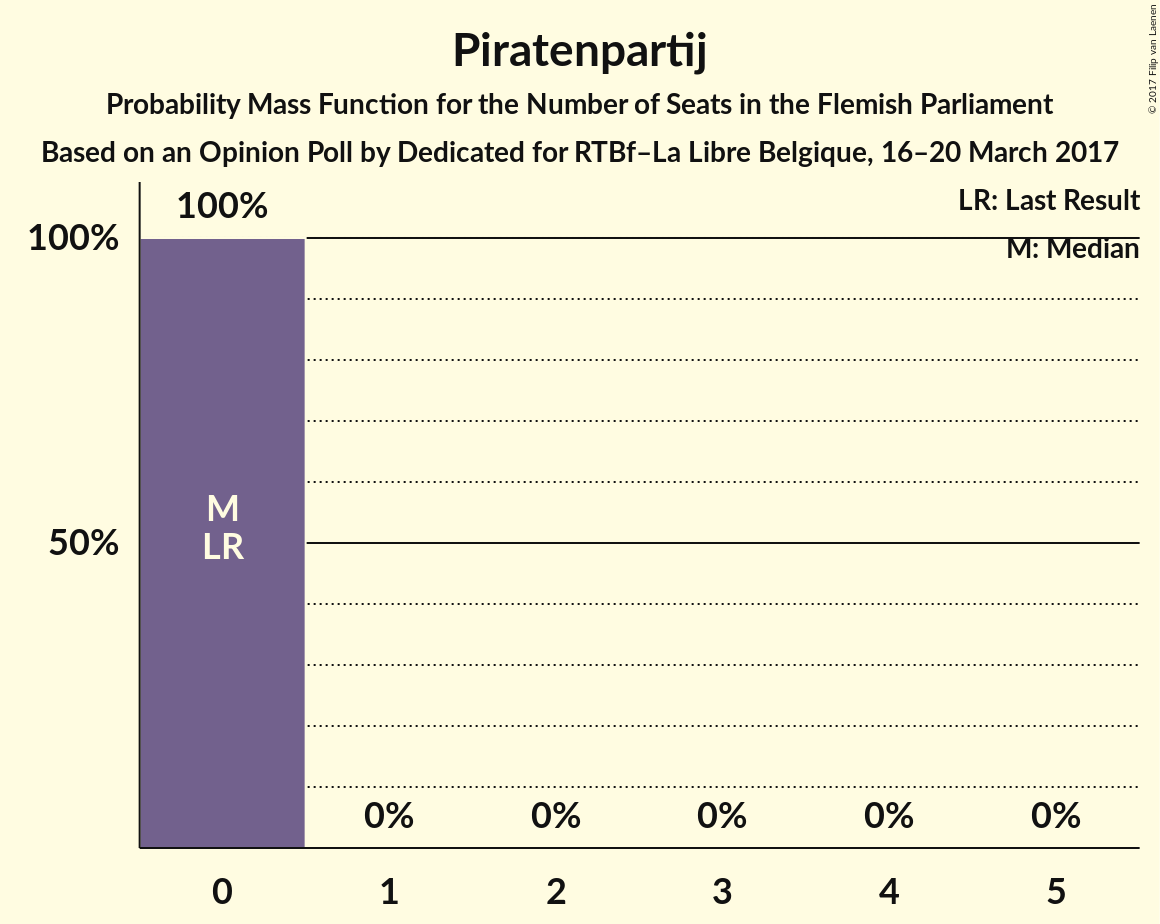 Piratenpartij
Probability Mass Function for the Number of Seats in the Flemish Parliament
Based on an Opinion Poll by Dedicated for RTBf–La Libre Belgique, 16–20 March 2017
© 2017 Filip van Laenen
LR: Last Result
M: Median
100%
100%
50%
M
LR
0% 0% 0% 0% 0%
0 1 2 3 4 5